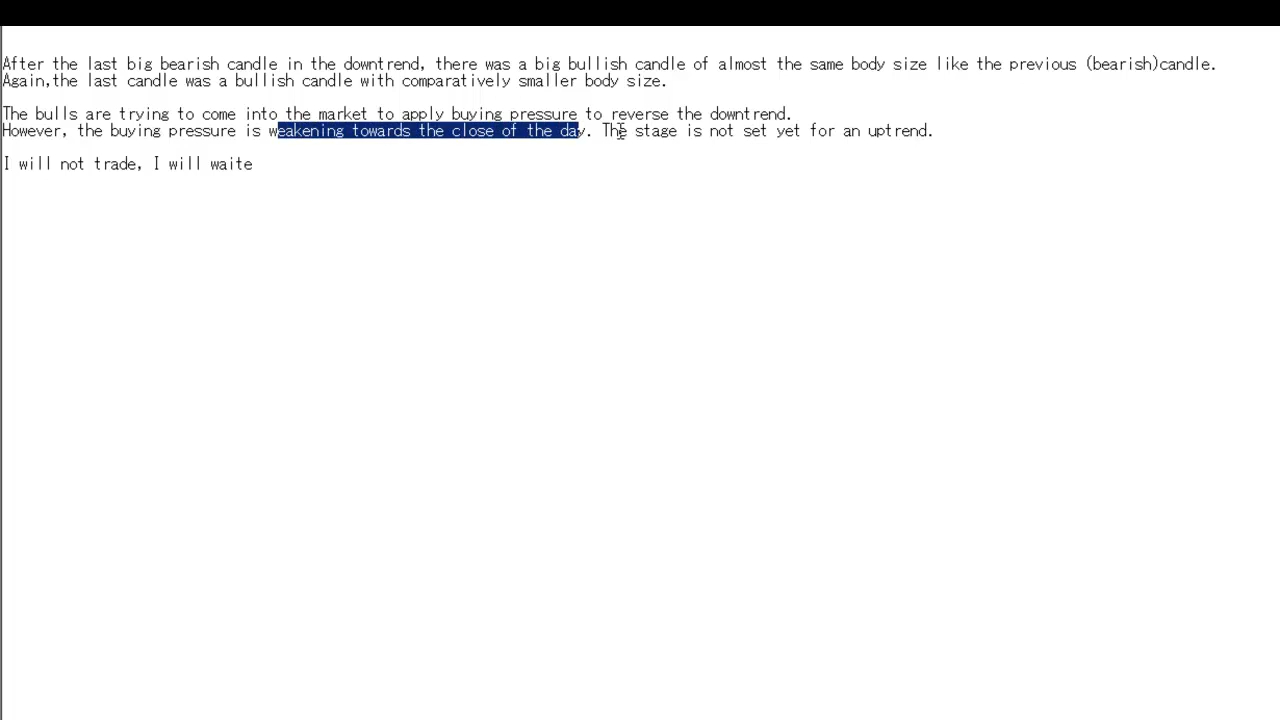 After the last big bearish candle in the downtrend, there was a big bullish candle of almost the same body size like the previous (bearish)candle.
Again,the last candle was a bullish candle with comparatively smaller body size.
The bulls are trying to come into the market to apply buying pressure to reverse the downtrend.
However, the buying pressure is weakening towards the close of the day. The stage is not set yet for an uptrend.
I will not trade, I will waite